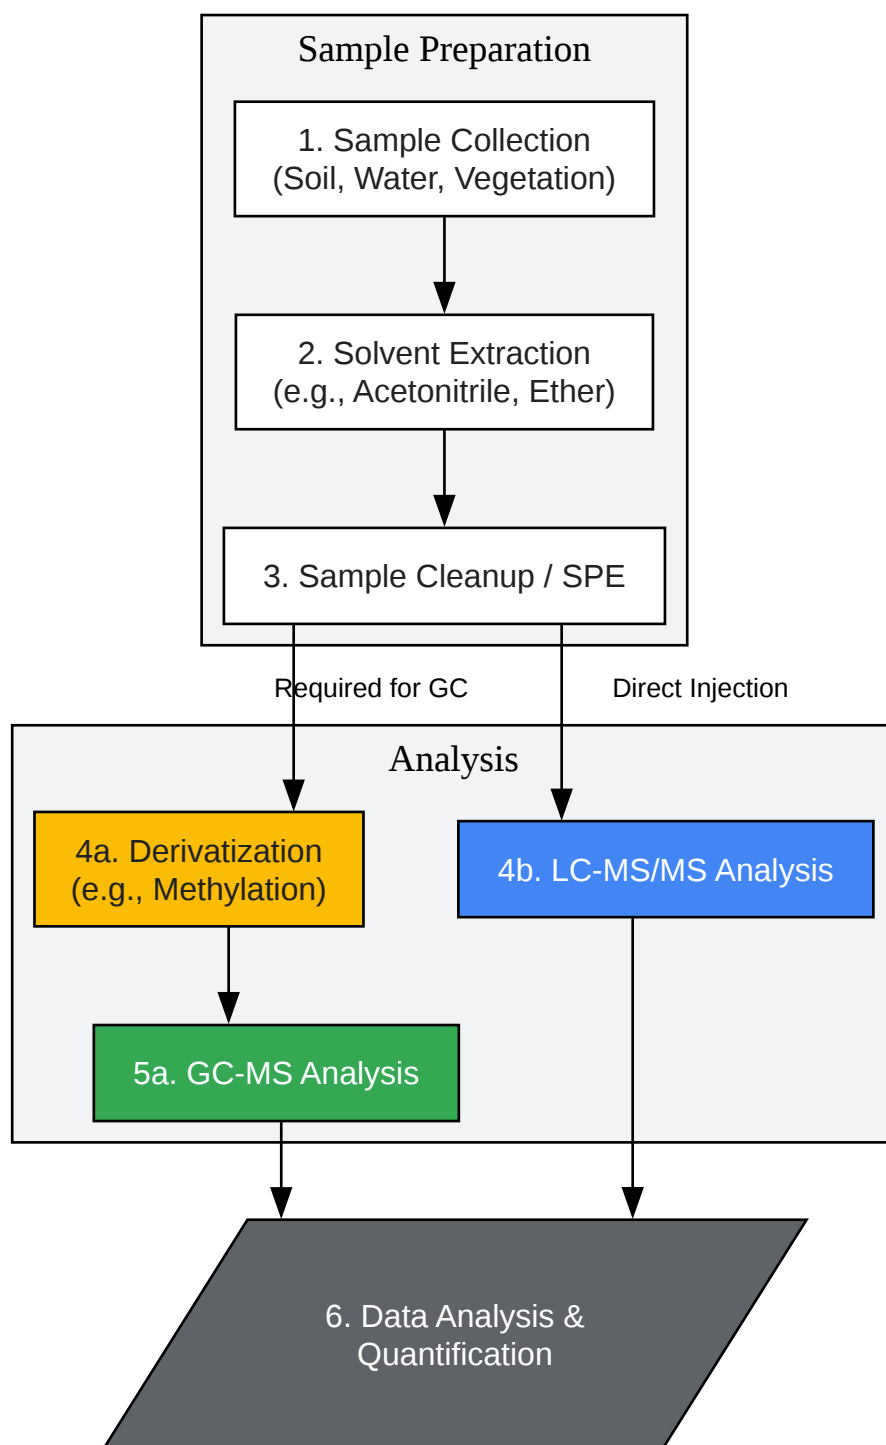 Sample Preparation
1. Sample Collection
(Soil, Water, Vegetation)
2. Solvent Extraction
(e.g., Acetonitrile, Ether)
3. Sample Cleanup / SPE
Required for GC
Direct Injection
Analysis
4a. Derivatization
(e.g., Methylation)
4b. LC-MS/MS Analysis
5a. GC-MS Analysis
6. Data Analysis &
Quantification